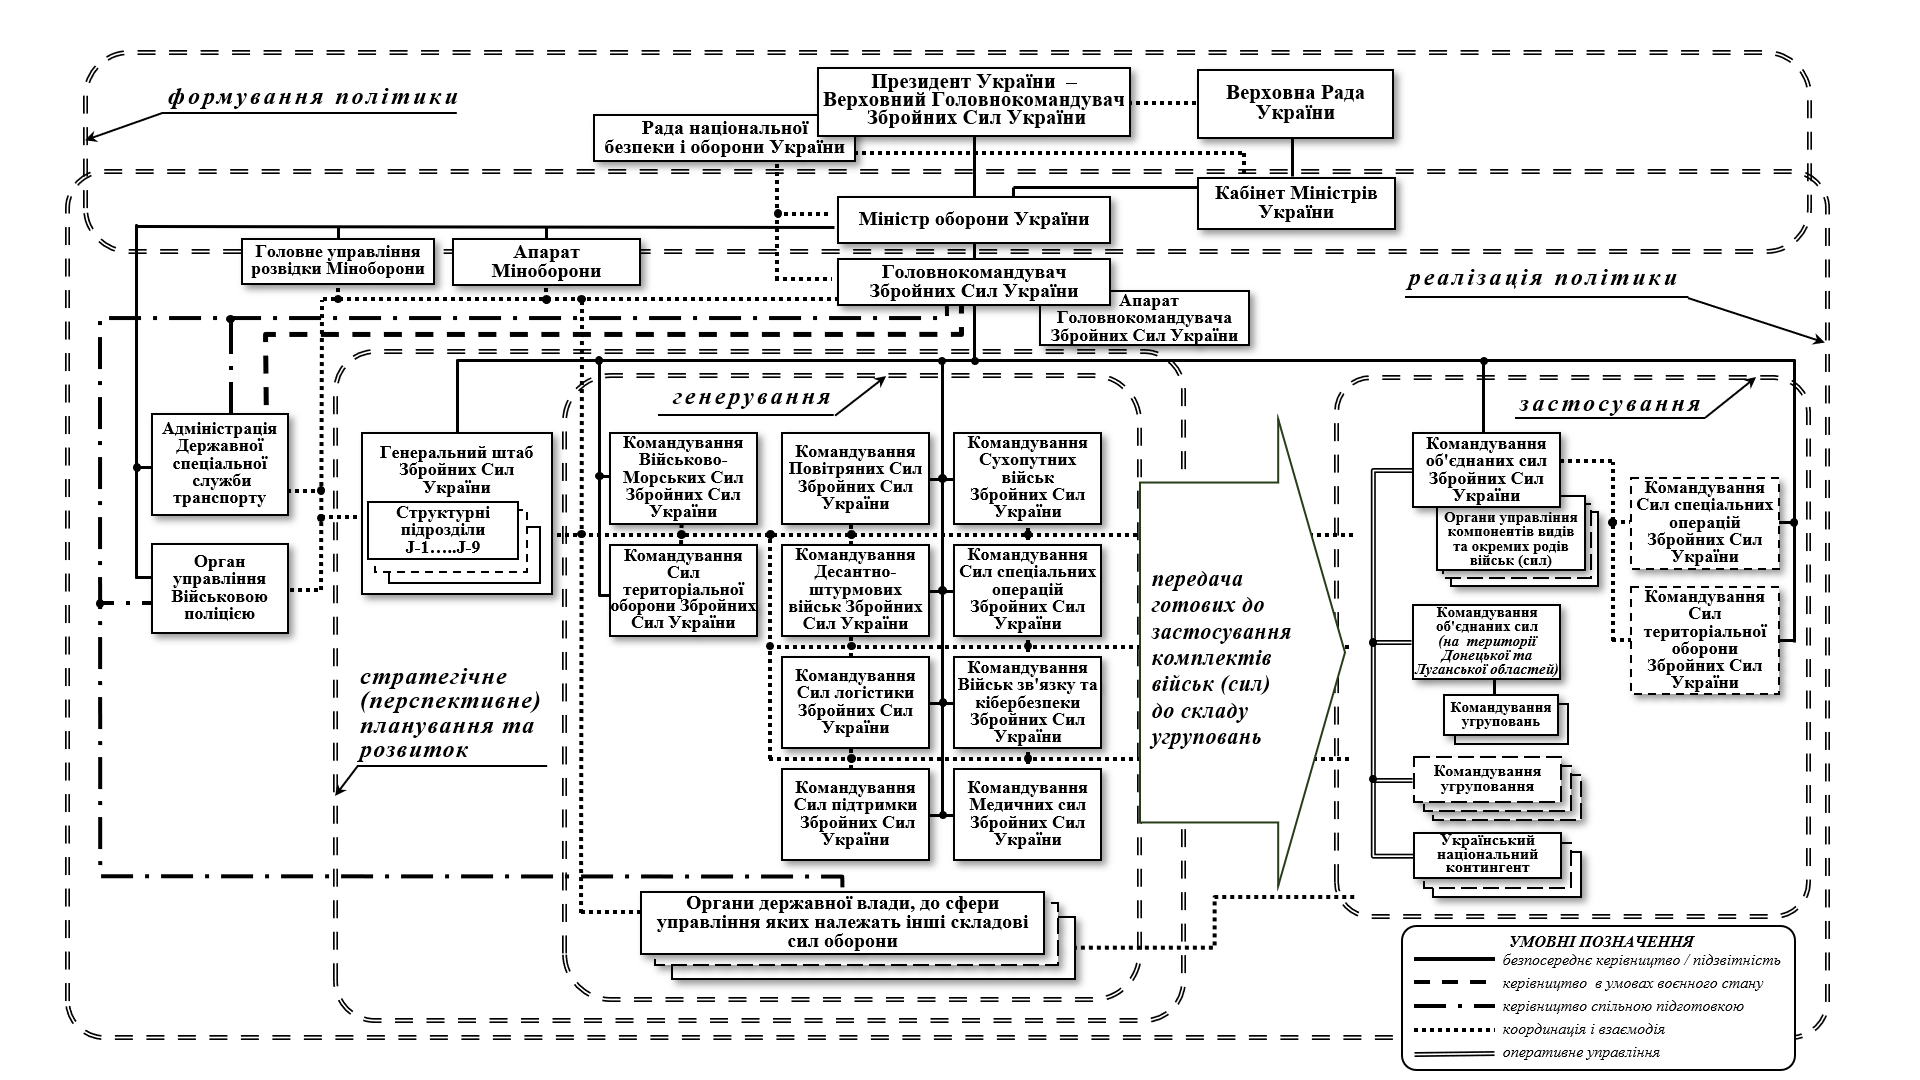 формування політики
Президент України –
Верховний Головнокомандувач
Збройних Сил України
Верховна Рада
України
Рада національної
безпеки і оборони України
Кабінет Міністрів
України
Міністр оборони України
Головне управління
розвідки Міноборони
Апарат
Міноборони
Головнокомандувач
Збройних Сил України
Апарат
Головнокомандувача
Збройних Сил України
реалізація політики
генерування
застосування
Адміністрація
Державної
спеціальної
служби
транспорту
Орган
управління
Військовою
поліцією
Генеральний штаб
Збройних Сил
України
Структурні
підрозділи
J-1…..J-9
стратегічне
(перспективне)
планування та
розвиток
Командування
Військово-
Морських Сил
Збройних Сил
України
Командування
Повітряних Сил
Збройних Сил
України
Командування
Сухопутних
військ
Збройних Сил
України
Командування
Сил
територіальної
оборони Збройних
Сил України
Командування
Десантно-
штурмових
військ Збройних
Сил України
Командування
Сил спеціальних
операцій
Збройних Сил
України
Командування
Сил логістики
Збройних Сил
України
Командування
Військ зв'язку та
кібербезпеки
Збройних Сил
України
Командування
Сил підтримки
Збройних Сил
України
Командування
Медичних сил
Збройних Сил
України
Органи державної влади, до сфери
управління яких належать інші складові
сил оборони
передача
готових до
застосування
комплектів
військ (сил)
до складу
угруповань
Командування
об'єднаних сил
Збройних Сил
України
Органи управління
компонентів видів
та окремих родів
військ (сил)
Командування
об'єднаних сил
(на території
Донецької та
Луганської областей)
Командування
угруповань
Командування
угруповання
Український
національний
контингент
Командування
Сил спеціальних
операцій
Збройних Сил
України
Командування
Сил
територіальної
оборони
Збройних Сил
України
УМОВНІ ПОЗНАЧЕННЯ
безпосереднє керівництво / підзвітність
керівництво в умовах воєнного стану
керівництво спільною підготовкою
координація і взаємодія
оперативне управління